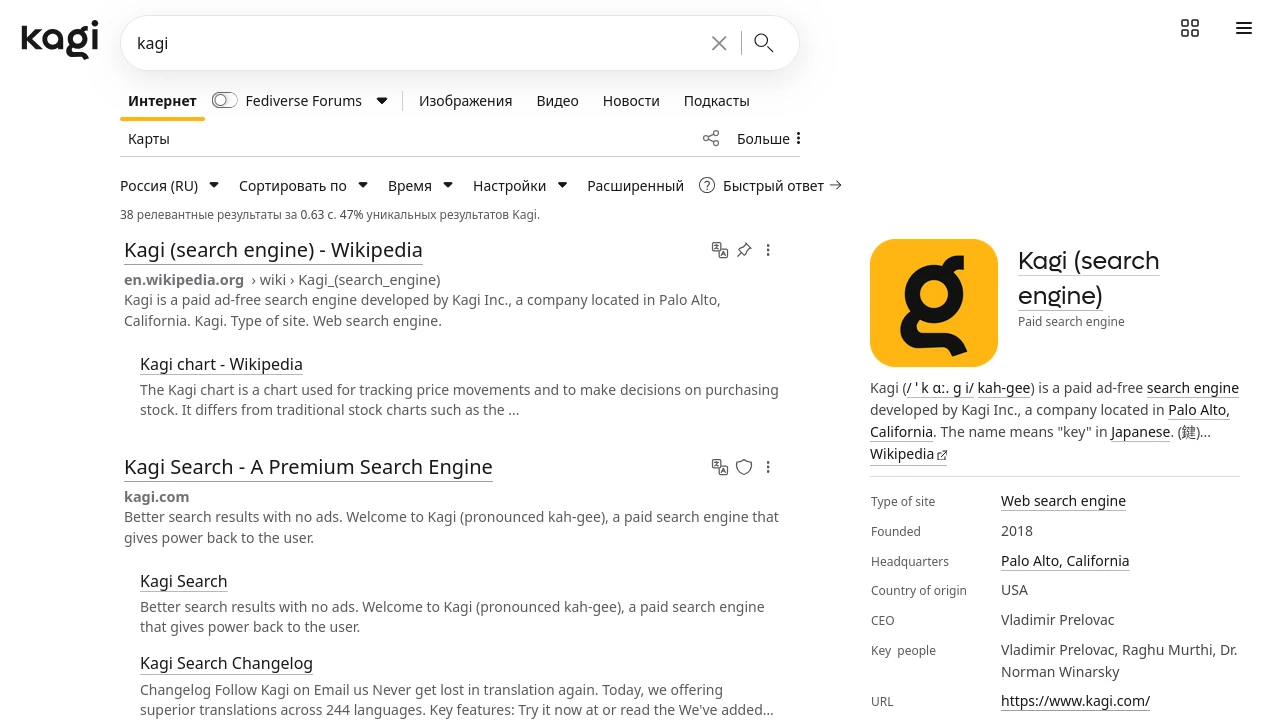 kagi
kagi
Интернет
Fediverse Forums
Изображения
Видео
Новости
Подкасты
Карты
Больше
Россия (RU)
Сортировать по
Время
Настройки
Расширенный
Быстрый ответ
38 релевантные результаты за 0.63 с. 47% уникальных результатов Kagi.
Kagi (search engine) - Wikipedia
en.wikipedia.org › wiki › Kagi_(search_engine)
Kagi is a paid ad-free search engine developed by Kagi Inc., a company located in Palo Alto,
California. Kagi. Type of site. Web search engine.
Kagi chart - Wikipedia
The Kagi chart is a chart used for tracking price movements and to make decisions on purchasing
stock. It differs from traditional stock charts such as the ...
Kagi Search - A Premium Search Engine
kagi.com
Better search results with no ads. Welcome to Kagi (pronounced kah-gee), a paid search engine that
gives power back to the user.
Kagi Search
Better search results with no ads. Welcome to Kagi (pronounced kah-gee), a paid search engine
that gives power back to the user.
Kagi Search Changelog
Changelog Follow Kagi on Email us Never get lost in translation again. Today, we offering
superior translations across 244 languages. Key features: Try it now at or read the We've added...
g
Kagi (search
engine)
Paid search engine
Kagi (/ ˈ k ɑː. ɡ i/ kah-gee) is a paid ad-free search engine
developed by Kagi Inc., a company located in Palo Alto,
California. The name means "key" in Japanese. (鍵)...
Wikipedia
Type of site Web search engine
Founded 2018
Headquarters Palo Alto, California
Country of origin USA
CEO Vladimir Prelovac
Key people Vladimir Prelovac, Raghu Murthi, Dr.
Norman Winarsky
URL https://www.kagi.com/